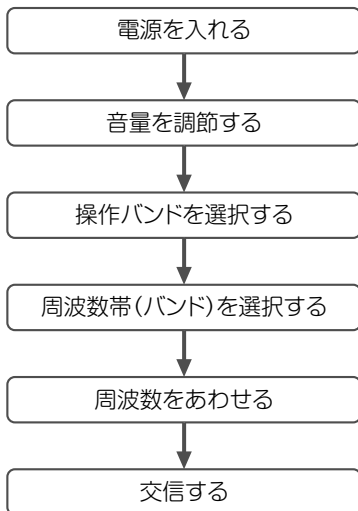 電源を入れる
音量を調節する
操作バンドを選択する
周波数帯（バンド）を選択する
周波数をあわせる
交信する